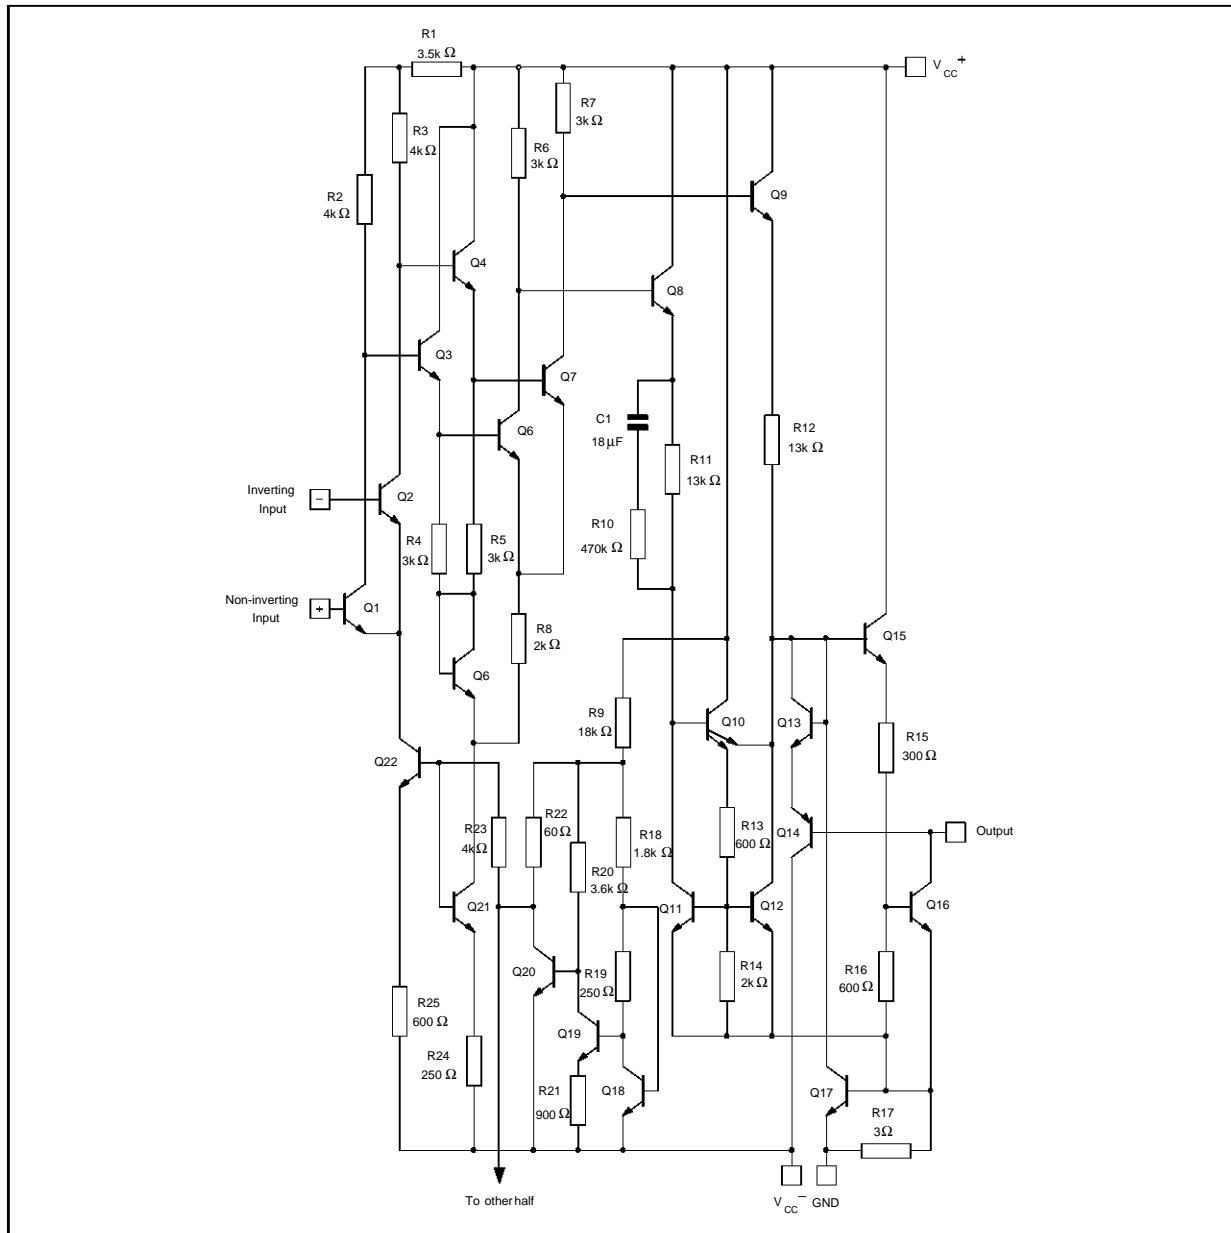 R1
3.5k Ω
VCC+
R7
3k Ω
R3
4k Ω
R6
3k Ω
R2
4k Ω
Q9
Q4
Q8
Q3
Q7
C1
18 µF
R12
13k Ω
Q6
R11
13k Ω
Inverting
Input
−
Q2
R10
470k Ω
R4
3k Ω
R5
3k Ω
Non-inverting
Input
+
Q1
R8
2k Ω
Q15
Q6
R9
18k Ω
Q10
Q13
R15
300 Ω
Q22
R23
4k Ω
R22
60 Ω
R18
1.8k Ω
R13
600 Ω
Q14
Output
R20
3.6k Ω
Q21
Q11
Q12
Q16
Q20
R19
250 Ω
R14
2k Ω
R16
600 Ω
R25
600 Ω
Q19
R24
250 Ω
R21
900 Ω
Q18
Q17
R17
3 Ω
To other half
VCC−
GND